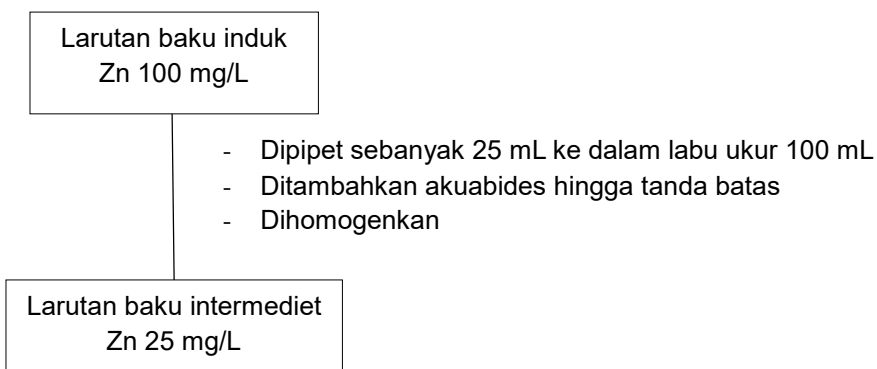 Larutan baku induk
Zn 100 mg/L
- Dipipet sebanyak 25 mL ke dalam labu ukur 100 mL
- Ditambahkan akuabides hingga tanda batas
- Dihomogenkan
Larutan baku intermediet
Zn 25 mg/L